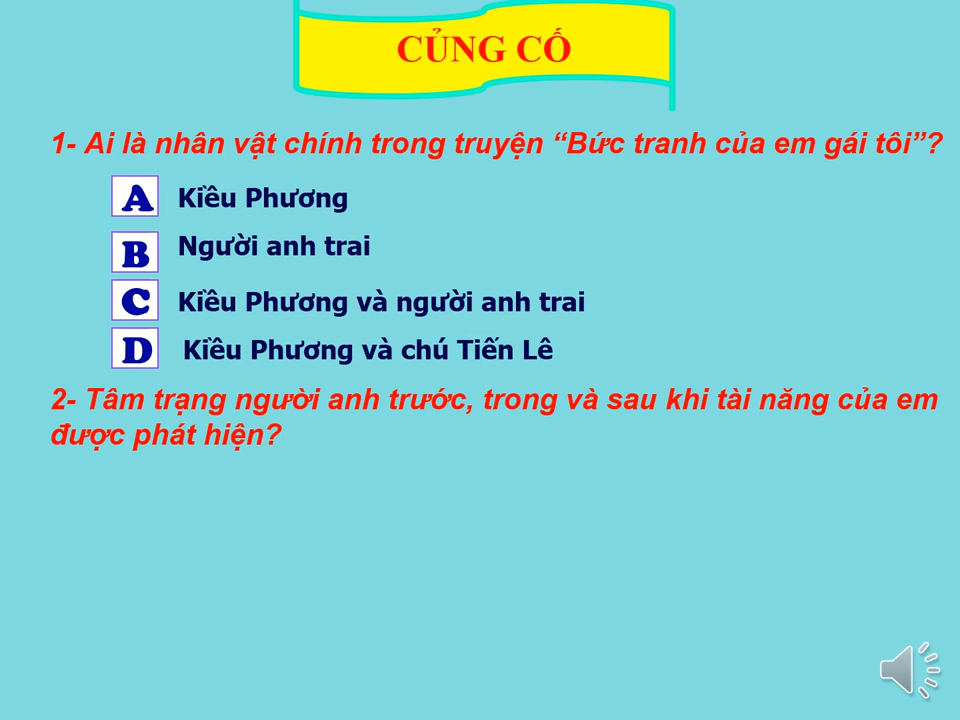 CỦNG CỐ
1- Ai là nhân vật chính trong truyện “Bức tranh của em gái tôi”?
A Kiều Phương
B Người anh trai
C Kiều Phương và người anh trai
D Kiều Phương và chú Tiến Lê
2- Tâm trạng người anh trước, trong và sau khi tài năng của em
được phát hiện?